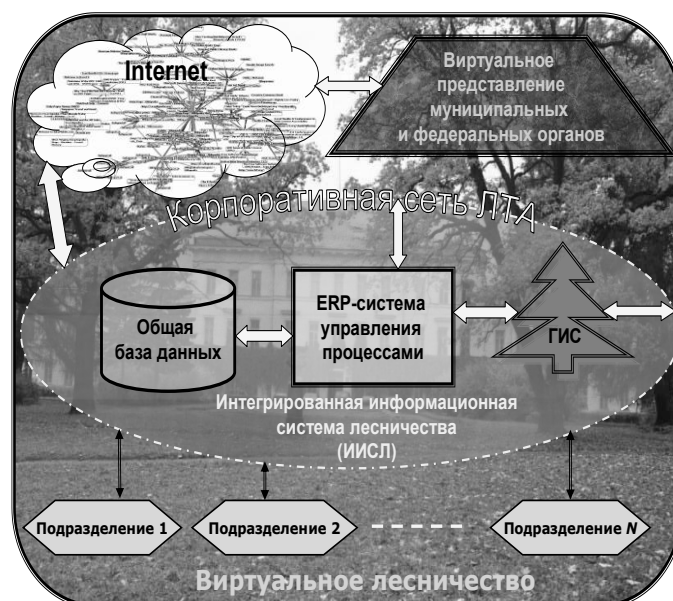 Internet
Виртуальное
представление
муниципальных
и федеральных органов
Корпоративная сеть ЛТА
Общая
база данных
ERP-система
управления
процессами
ГИС
Интегрированная информационная
система лесничества
(ИИСЛ)
Подразделение 1
Подразделение 2
Подразделение N
Виртуальное лесничество